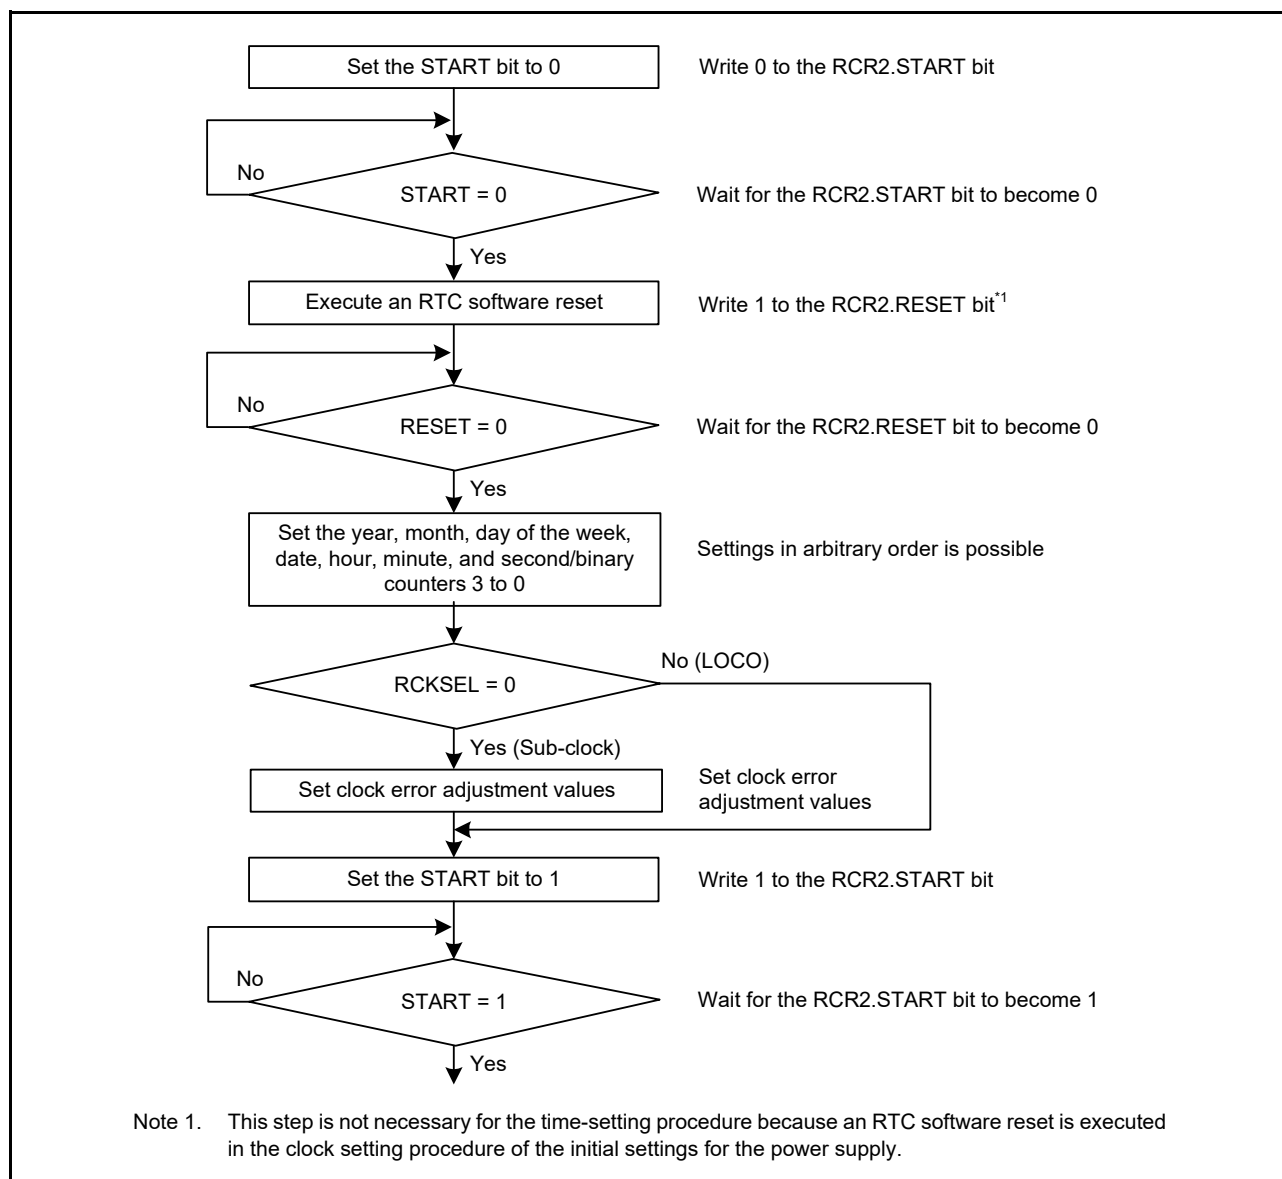 Set the START bit to 0
Write 0 to the RCR2.START bit
No
START = 0
Wait for the RCR2.START bit to become 0
Yes
Execute an RTC software reset
Write 1 to the RCR2.RESET bit*1
No
RESET = 0
Wait for the RCR2.RESET bit to become 0
Yes
Set the year, month, day of the week,
date, hour, minute, and second/binary
counters 3 to 0
Settings in arbitrary order is possible
No (LOCO)
RCKSEL = 0
Yes (Sub-clock)
Set clock error adjustment values
Set clock error
adjustment values
Set the START bit to 1
Write 1 to the RCR2.START bit
No
START = 1
Wait for the RCR2.START bit to become 1
Yes
Note 1. This step is not necessary for the time-setting procedure because an RTC software reset is executed
in the clock setting procedure of the initial settings for the power supply.